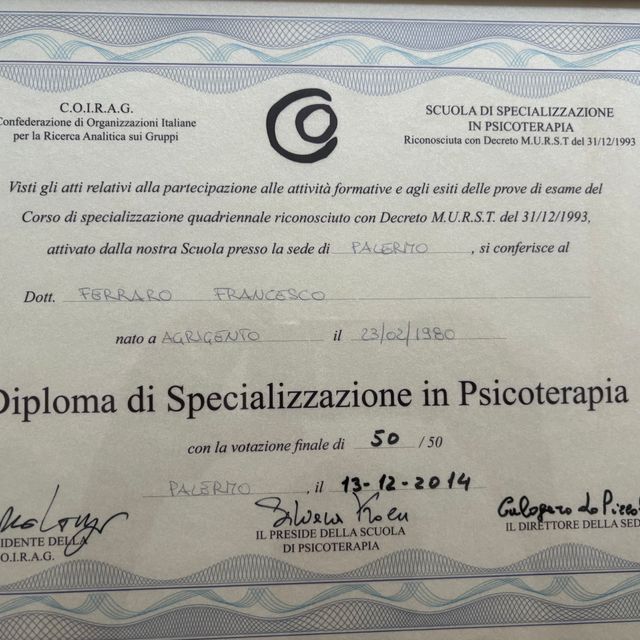 C.O.I.R.A.G.
Confederazione di Organizzazioni Italiane
per la Ricerca Analitica sui Gruppi
SCUOLA DI SPECIALIZZAZIONE
IN PSICOTERAPIA
Riconosciuta con Decreto M.U.R.S.T del 31/12/1993
Visti gli atti relativi alla partecipazione alle attività formative e agli esiti delle prove di esame del
Corso di specializzazione quadriennale riconosciuto con Decreto M.U.R.S.T. del 31/12/1993,
attivato dalla nostra Scuola presso la sede di PALERMO, si conferisce al
Dott. FERRARO FRANCESCO
nato a AGRIGENTO il 23/02/1980
Diploma di Specializzazione in Psicoterapia
con la votazione finale di 50 / 50
PALERMO, il 13-12-2014
IDENTE DELLA
C.O.I.R.A.G.
IL PRESIDE DELLA SCUOLA
DI PSICOTERAPIA
IL DIRETTORE DELLA SED